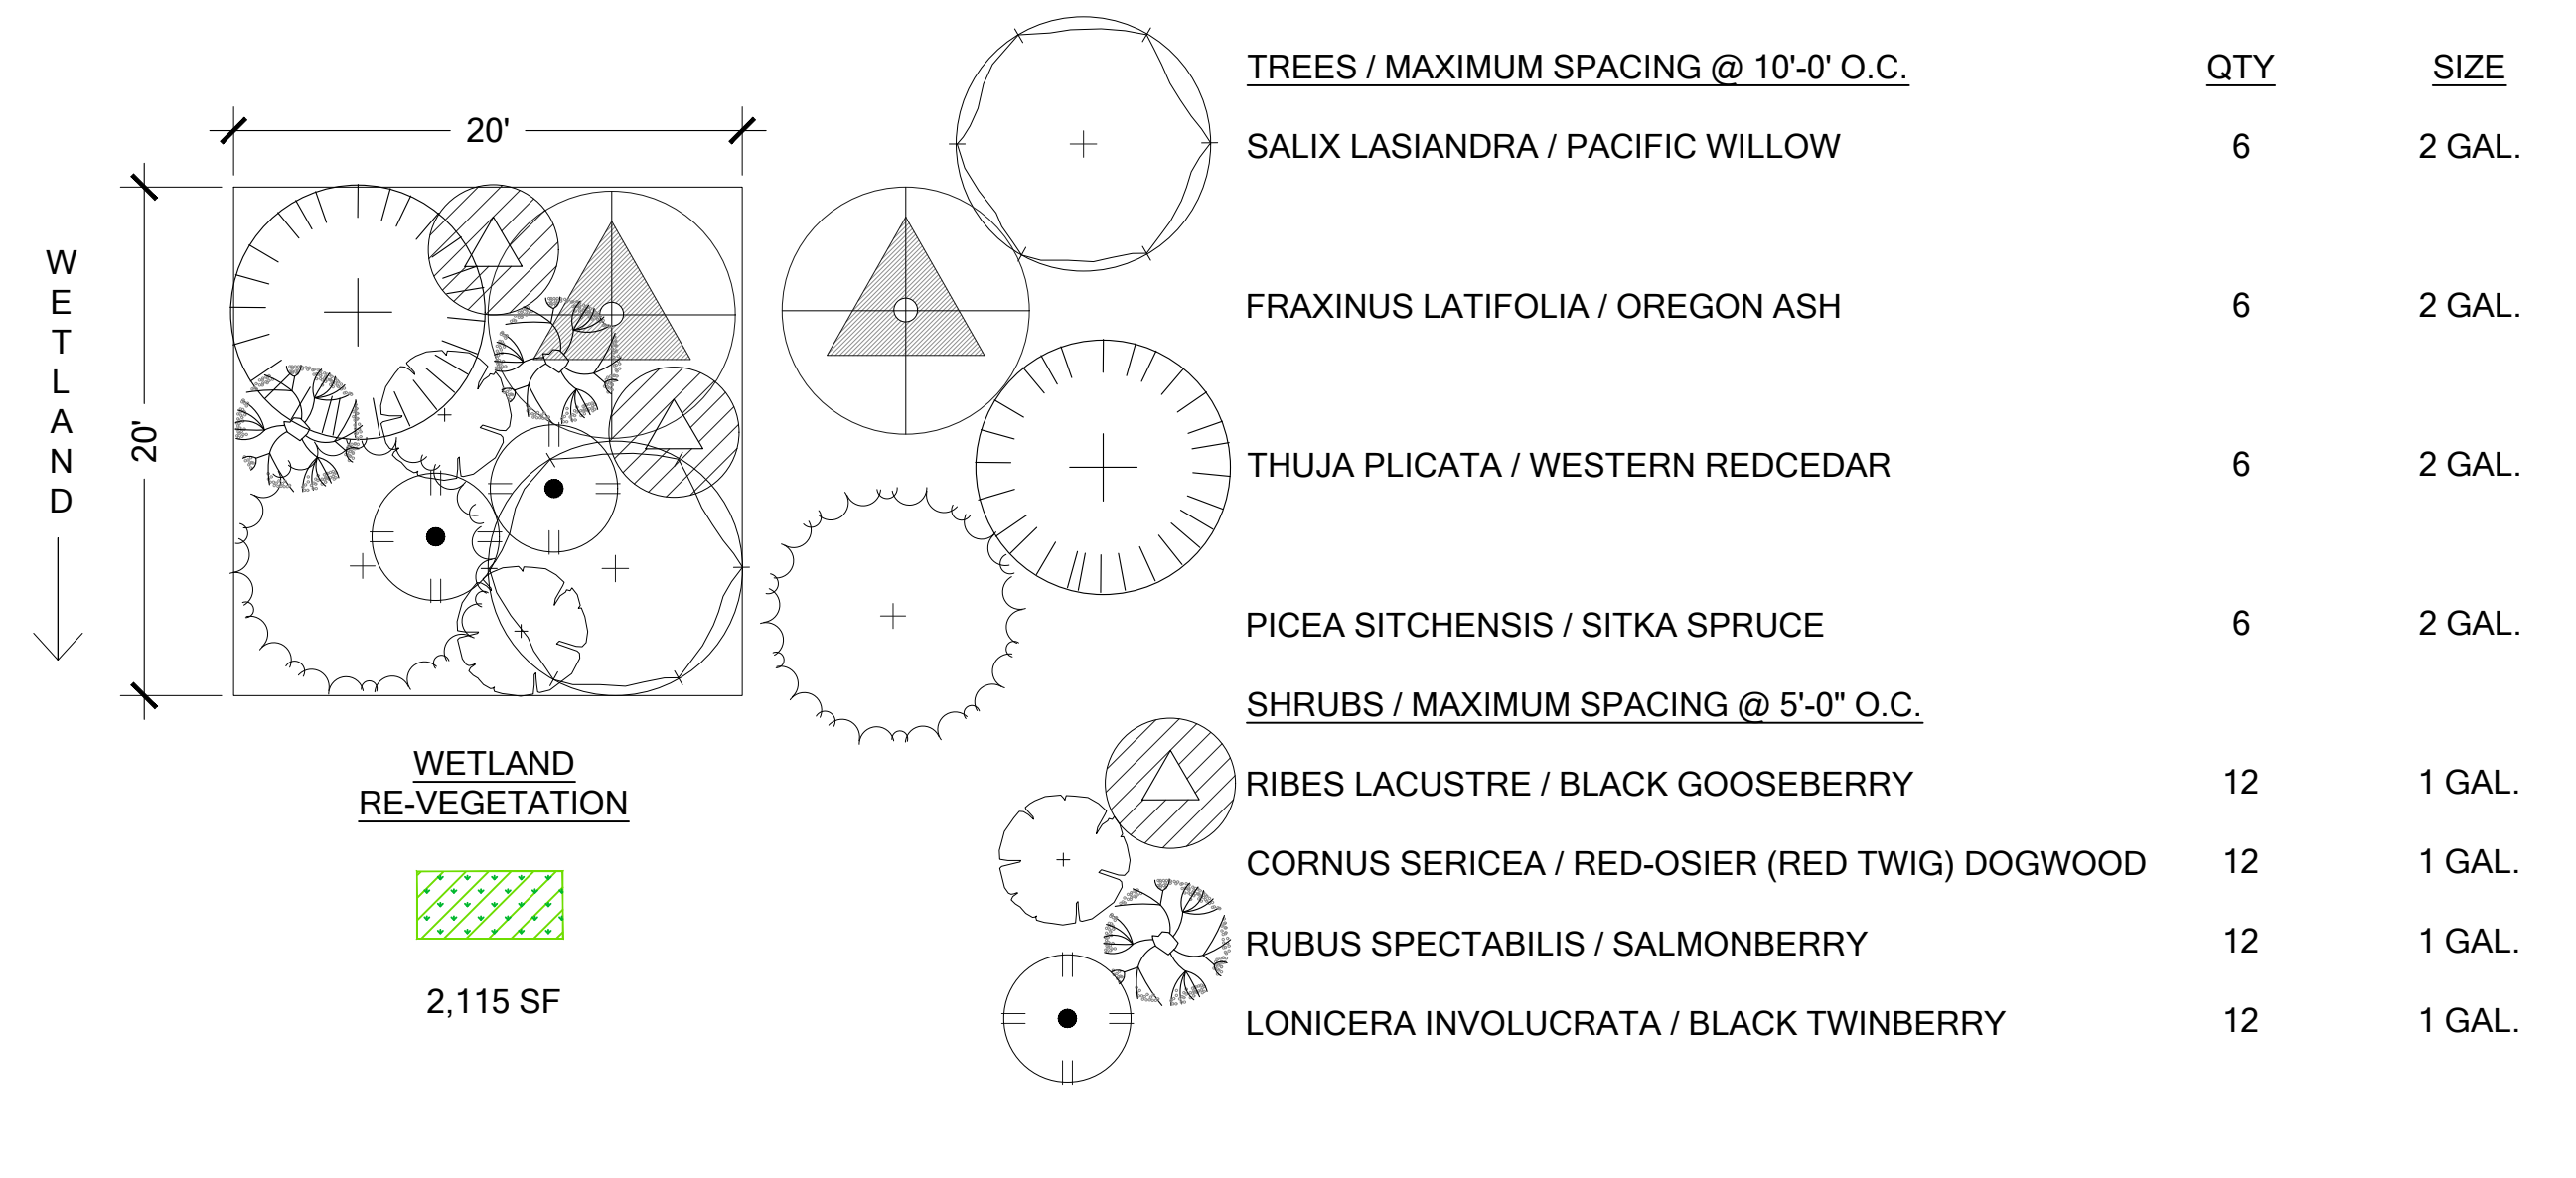 20'
20'
WETLAND
WETLAND
RE-VEGETATION
2,115 SF
TREES / MAXIMUM SPACING @ 10'-0' O.C. QTY SIZE
SALIX LASIANDRA / PACIFIC WILLOW 6 2 GAL.
FRAXINUS LATIFOLIA / OREGON ASH 6 2 GAL.
THUJA PLICATA / WESTERN REDCEDAR 6 2 GAL.
PICEA SITCHENSIS / SITKA SPRUCE 6 2 GAL.
SHRUBS / MAXIMUM SPACING @ 5'-0" O.C.
RIBES LACUSTRE / BLACK GOOSEBERRY 12 1 GAL.
CORNUS SERICEA / RED-OSIER (RED TWIG) DOGWOOD 12 1 GAL.
RUBUS SPECTABILIS / SALMONBERRY 12 1 GAL.
LONICERA INVOLUCRATA / BLACK TWINBERRY 12 1 GAL.